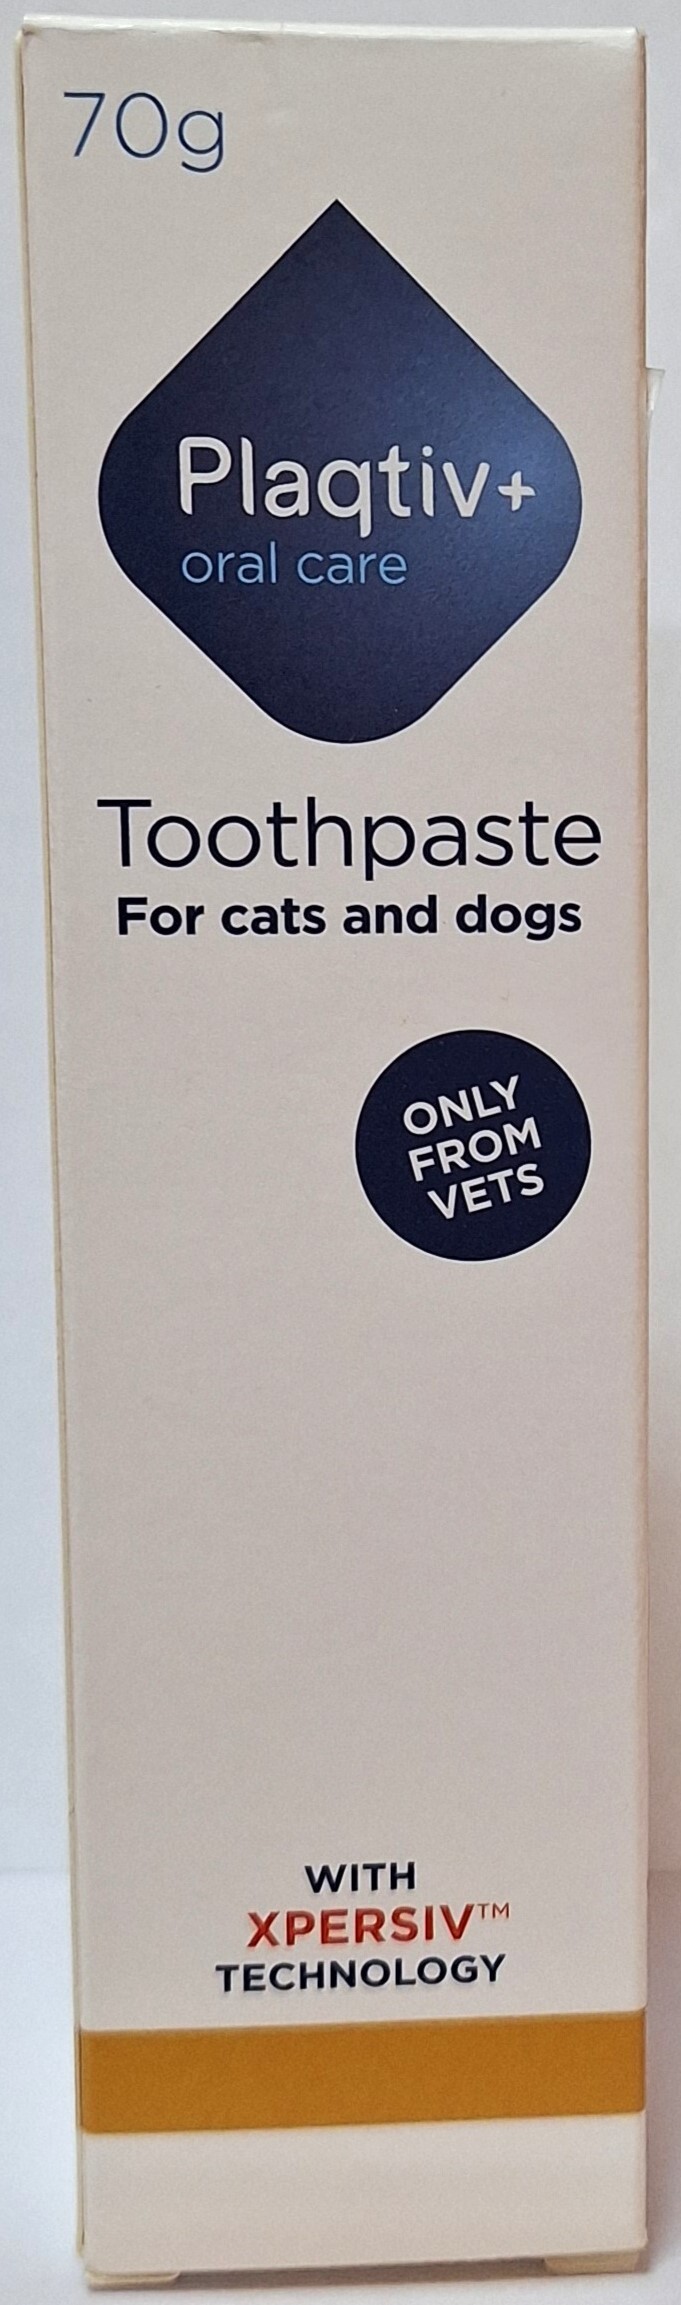 70g
Plaqtiv+
oral care
Toothpaste
For cats and dogs
ONLY
FROM
VETS
WITH
XPERSIV™
TECHNOLOGY